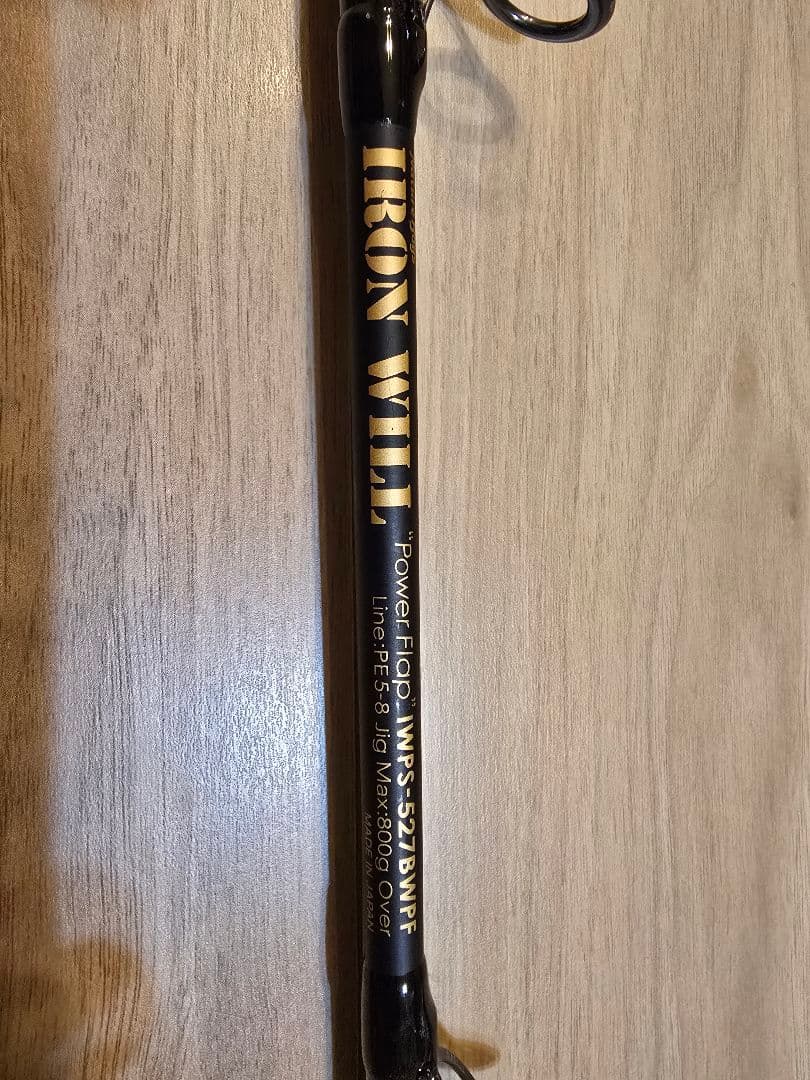 IRON WILL
"Power Flap" IWPS-527BWPF
Line:PE 5-8 Jig Max:800g Over
MADE IN JAPAN